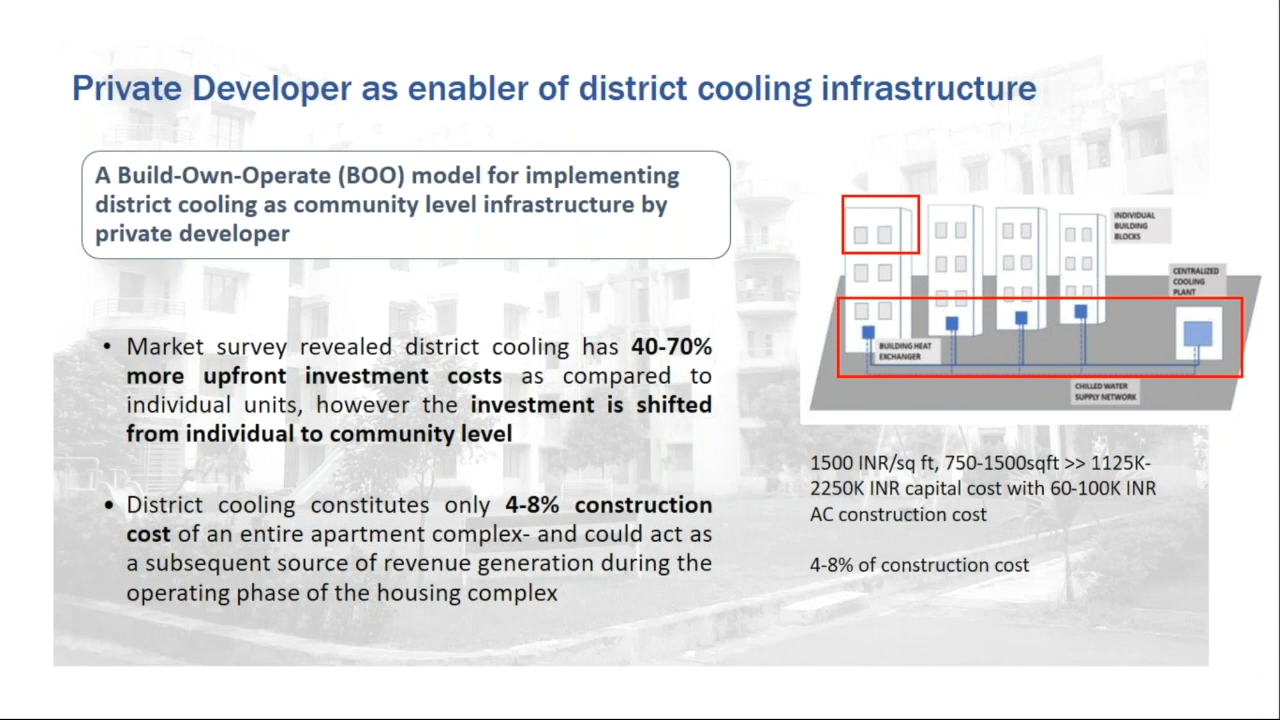 Private Developer as enabler of district cooling infrastructure
A Build-Own-Operate (BOO) model for implementing
district cooling as community level infrastructure by
private developer
• Market survey revealed district cooling has 40-70%
more upfront investment costs as compared to
individual units, however the investment is shifted
from individual to community level
• District cooling constitutes only 4-8% construction
cost of an entire apartment complex- and could act as
a subsequent source of revenue generation during the
operating phase of the housing complex
INDIVIDUAL
BUILDING
BLOCKS
CENTRALIZED
COOLING
PLANT
BUILDING HEAT
EXCHANGER
CHILLED WATER
SUPPLY NETWORK
1500 INR/sq ft, 750-1500sqft >> 1125K-
2250K INR capital cost with 60-100K INR
AC construction cost
4-8% of construction cost